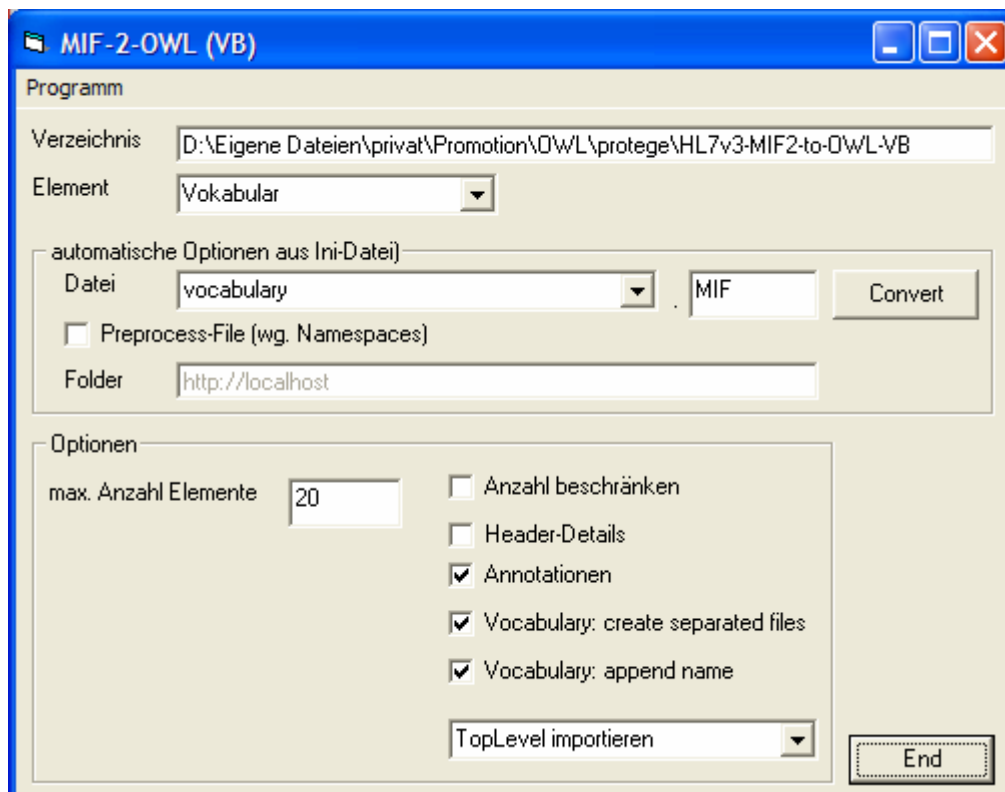 MIF-2-OWL (VB)
Programm
Verzeichnis D:\Eigene Dateien\privat\Promotion\OWL\protege\HL7v3-MIF2-to-OWL-VB
Element Vokabular
automatische Optionen aus Ini-Datei)
Datei vocabulary . MIF Convert
Preprocess-File (wg. Namespaces)
Folder http://localhost
Optionen
max. Anzahl Elemente 20 Anzahl beschränken
Header-Details
Annotationen
Vocabulary: create separated files
Vocabulary: append name
TopLevel importieren
End